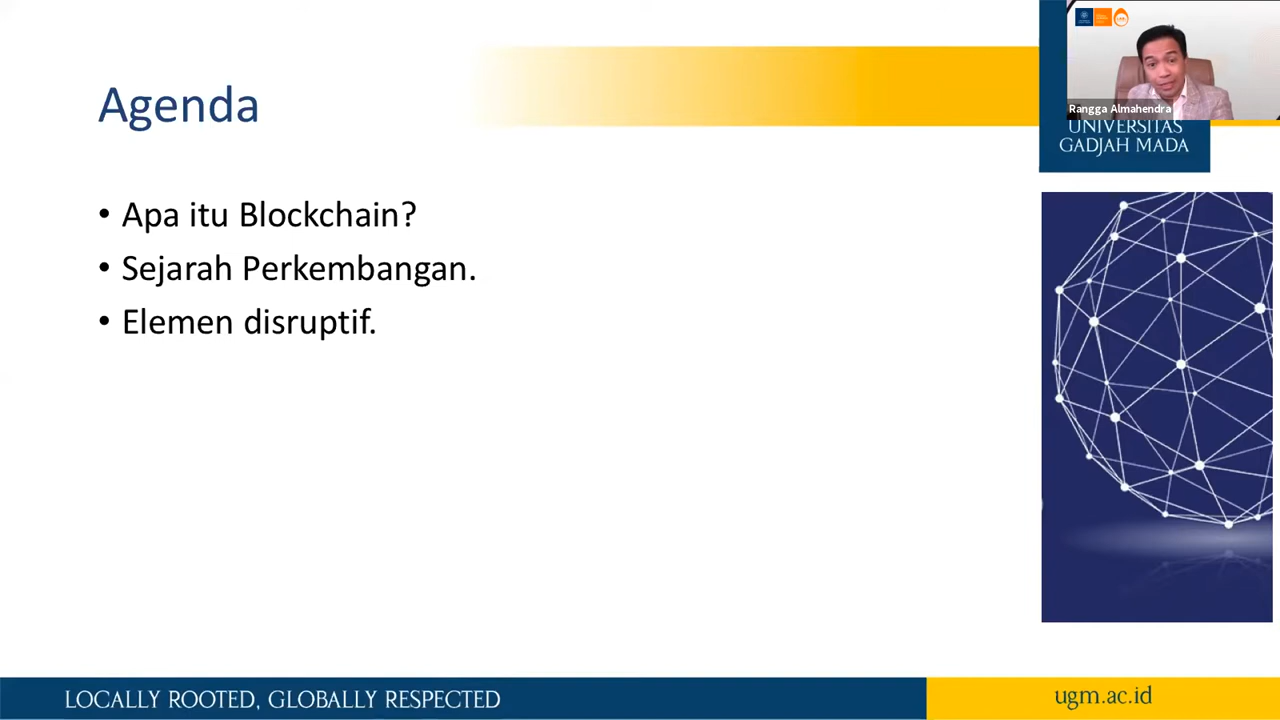 Agenda
• Apa itu Blockchain?
• Sejarah Perkembangan.
• Elemen disruptif.
Rangga Almahendra
UNIVERSITAS
GADJAH MADA
LOCALLY ROOTED, GLOBALLY RESPECTED
ugm.ac.id